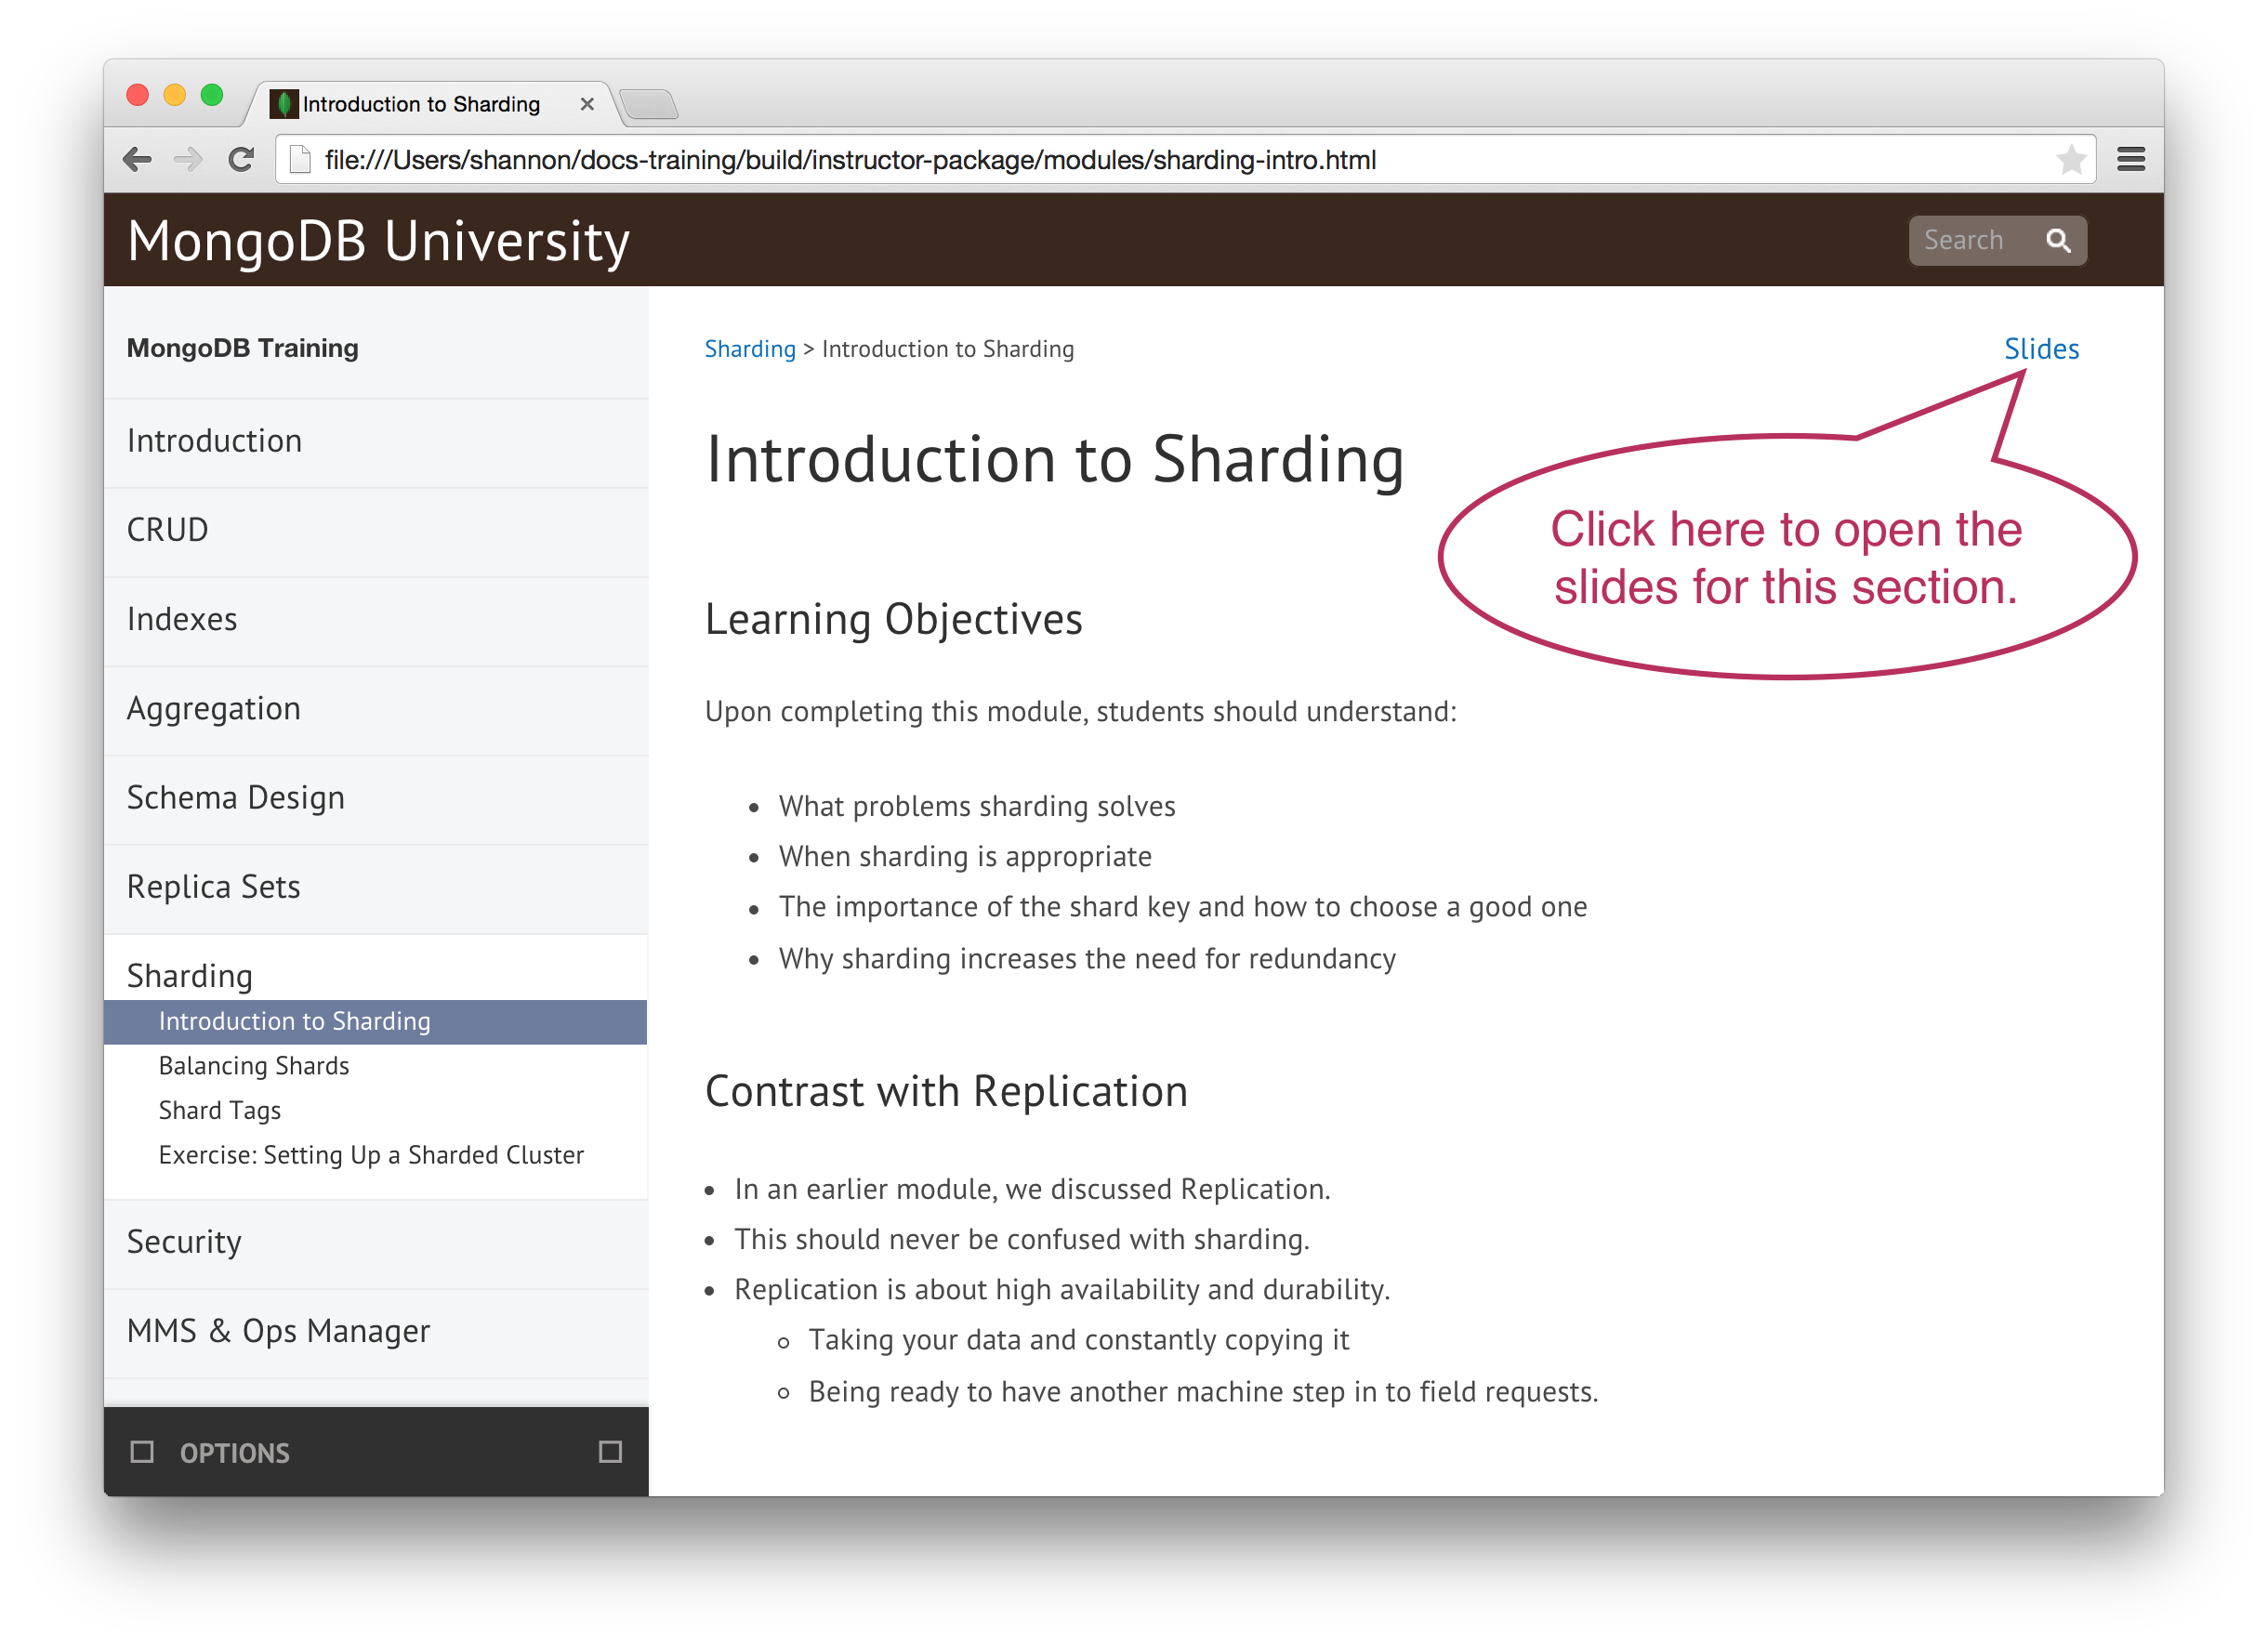 Introduction to Sharding
file:///Users/shannon/docs-training/build/instructor-package/modules/sharding-intro.html
MongoDB University
Search
MongoDB Training
Introduction
CRUD
Indexes
Aggregation
Schema Design
Replica Sets
Sharding
Introduction to Sharding
Balancing Shards
Shard Tags
Exercise: Setting Up a Sharded Cluster
Security
MMS & Ops Manager
OPTIONS
Sharding > Introduction to Sharding
Slides
Introduction to Sharding
Click here to open the
slides for this section.
Learning Objectives
Upon completing this module, students should understand:
• What problems sharding solves
• When sharding is appropriate
• The importance of the shard key and how to choose a good one
• Why sharding increases the need for redundancy
Contrast with Replication
• In an earlier module, we discussed Replication.
• This should never be confused with sharding.
• Replication is about high availability and durability.
◦ Taking your data and constantly copying it
◦ Being ready to have another machine step in to field requests.